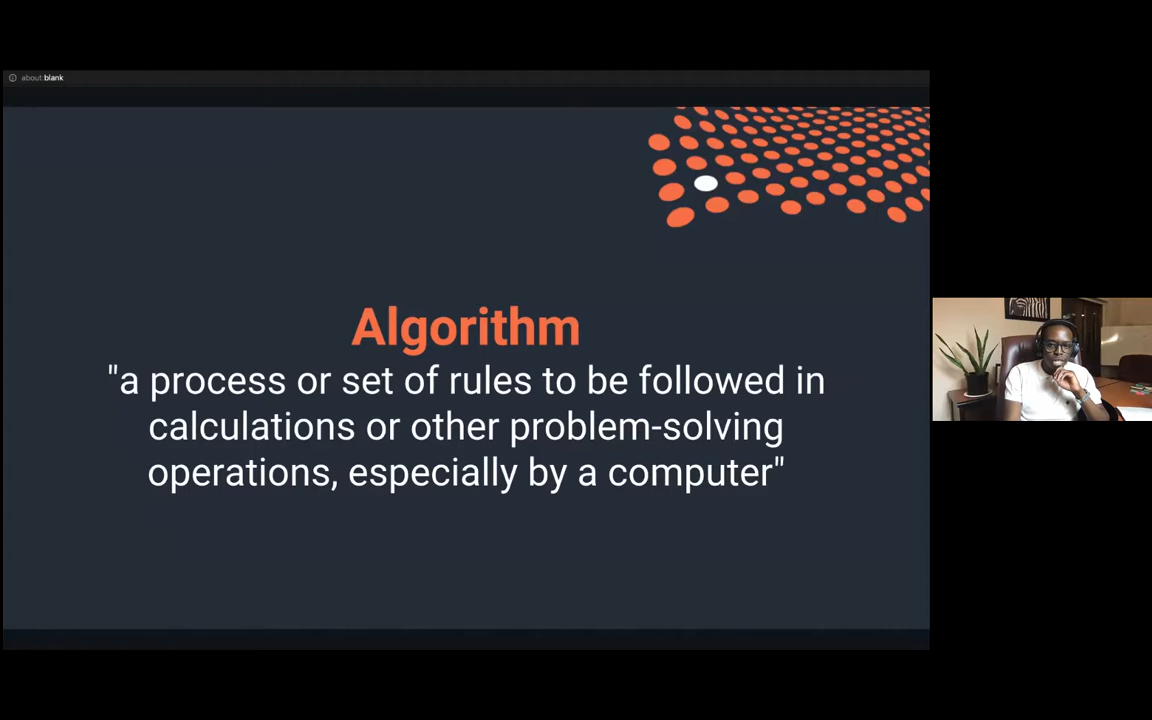 about:blank
Algorithm
"a process or set of rules to be followed in
calculations or other problem-solving
operations, especially by a computer"